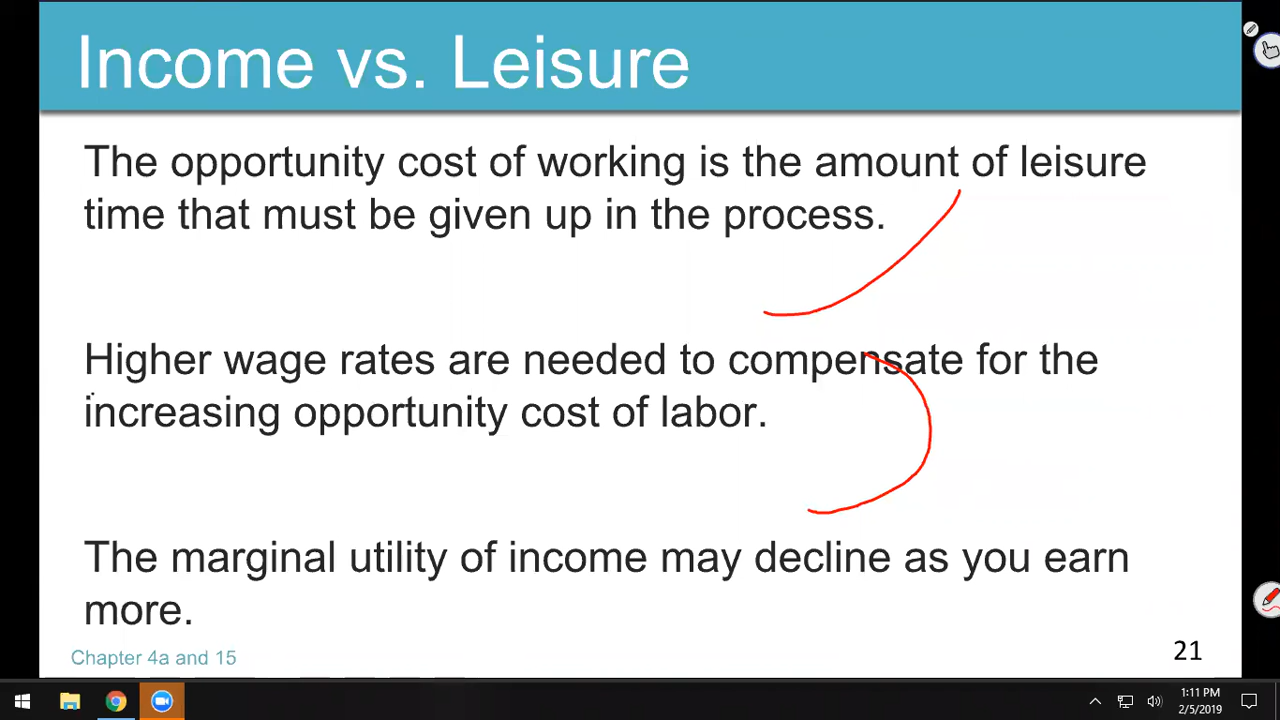 Income vs. Leisure
The opportunity cost of working is the amount of leisure
time that must be given up in the process.
Higher wage rates are needed to compensate for the
increasing opportunity cost of labor.
The marginal utility of income may decline as you earn
more.
Chapter 4a and 15
21
1:11 PM
2/5/2019